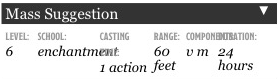 Mass Suggestion
LEVEL: SCHOOL: CASTING TIME: RANGE: COMPONENTS: DURATION:
6 enchantment 1 action 60 feet v m 24 hours